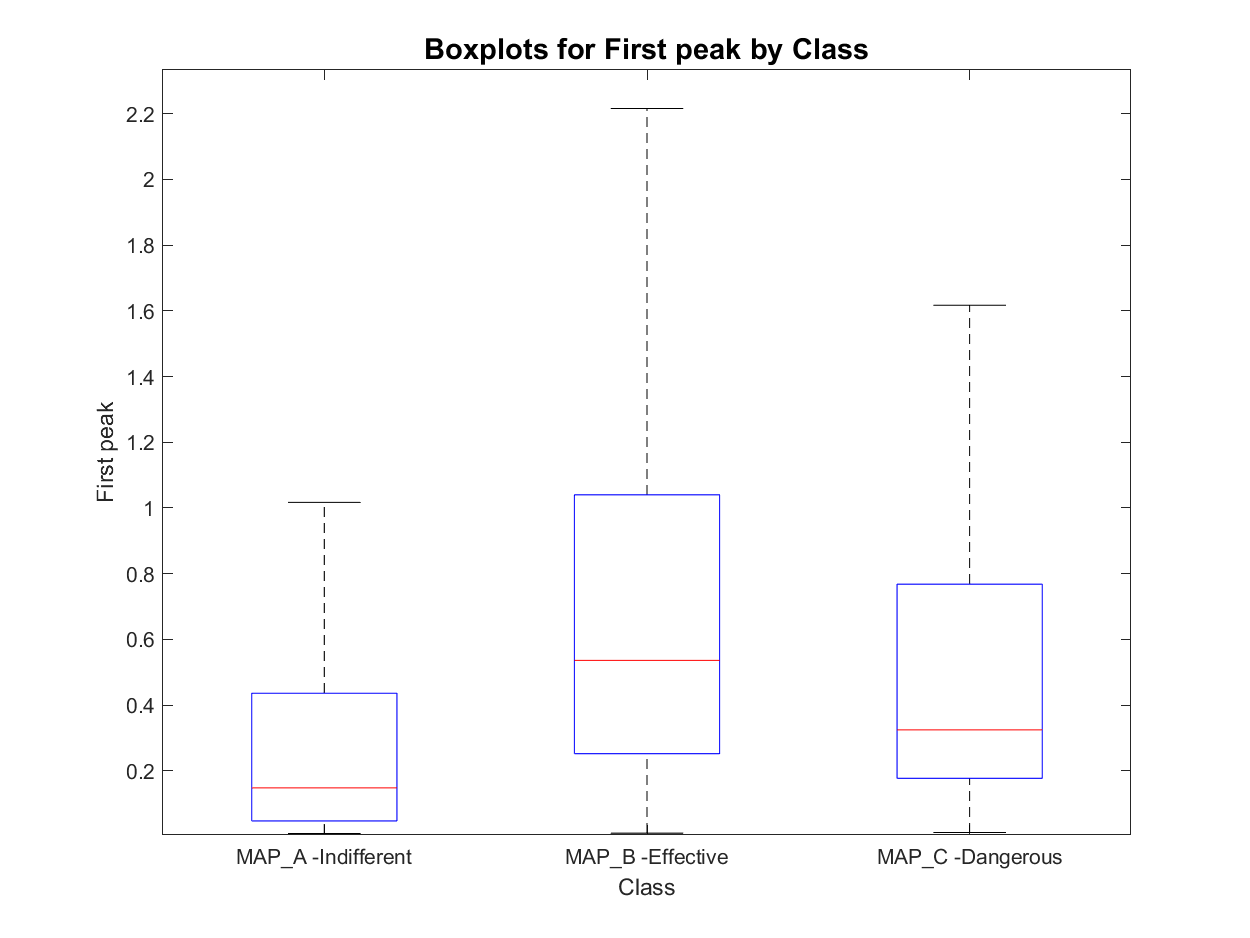 Boxplots for First peak by Class
2.2
2
1.8
1.6
1.4
1.2
1
0.8
0.6
0.4
0.2
First peak
MAP_A -Indifferent
MAP_B -Effective
MAP_C -Dangerous
Class